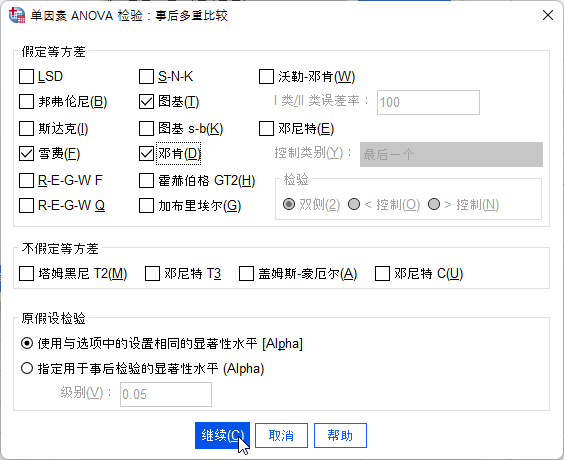 单因素 ANOVA 检验：事后多重比较
假定等方差
LSD S-N-K 沃勒-邓肯(W)
邦弗伦尼(B) 图基(T) I 类/II 类误差率： 100
斯达克(I) 图基 s-b(K) 邓尼特(E)
雪费(F) 邓肯(D) 控制类别(Y)： 最后一个
R-E-G-W F 霍赫伯格 GT2(H) 检验
R-E-G-W Q 加布里埃尔(G) 双侧(2) < 控制(O) > 控制(N)
不假定等方差
塔姆黑尼 T2(M) 邓尼特 T3 盖姆斯-豪厄尔(A) 邓尼特 C(U)
原假设检验
使用与选项中的设置相同的显著性水平 [Alpha]
指定用于事后检验的显著性水平 (Alpha)
级别(V)： 0.05
继续(C) 取消 帮助